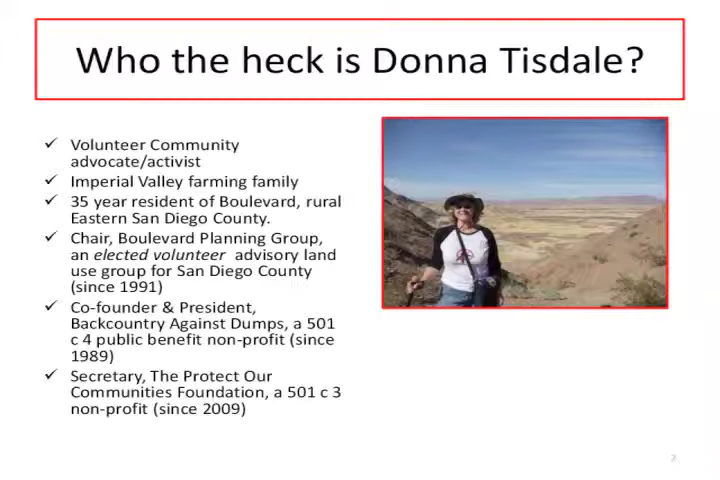 Who the heck is Donna Tisdale?
✓ Volunteer Community
advocate/activist
✓ Imperial Valley farming family
✓ 35 year resident of Boulevard, rural
Eastern San Diego County.
✓ Chair, Boulevard Planning Group,
an elected volunteer advisory land
use group for San Diego County
(since 1991)
✓ Co-founder & President,
Backcountry Against Dumps, a 501
c 4 public benefit non-profit (since
1989)
✓ Secretary, The Protect Our
Communities Foundation, a 501 c 3
non-profit (since 2009)
2